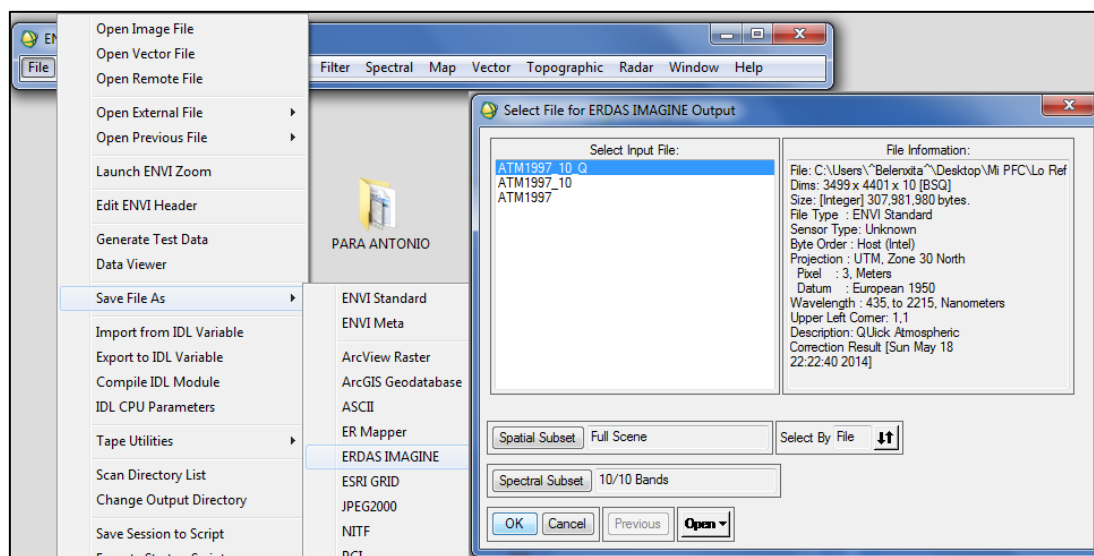 File
Filter Spectral Map Vector Topographic Radar Window Help
Open Image File
Open Vector File
Open Remote File
Open External File
Open Previous File
Launch ENVI Zoom
Edit ENVI Header
Generate Test Data
Data Viewer
Save File As
Import from IDL Variable
Export to IDL Variable
Compile IDL Module
IDL CPU Parameters
Tape Utilities
Scan Directory List
Change Output Directory
Save Session to Script
PARA ANTONIO
ENVI Standard
ENVI Meta
ArcView Raster
ArcGIS Geodatabase
ASCII
ER Mapper
ERDAS IMAGINE
ESRI GRID
JPEG2000
NITF
Select File for ERDAS IMAGINE Output
Select Input File:
ATM1997_10_Q
ATM1997_10
ATM1997
File Information:
File: C:\Users\^Belenxita^\Desktop\Mi PFC\Lo Ref
Dims: 3499 x 4401 x 10 [BSQ]
Size: [Integer] 307,981,980 bytes.
File Type : ENVI Standard
Sensor Type: Unknown
Byte Order : Host (Intel)
Projection : UTM, Zone 30 North
Pixel : 3, Meters
Datum : European 1950
Wavelength : 435, to 2215, Nanometers
Upper Left Corner: 1,1
Description: QUick Atmospheric
Correction Result [Sun May 18
22:22:40 2014]
Spatial Subset Full Scene
Select By File
Spectral Subset 10/10 Bands
OK Cancel Previous Open